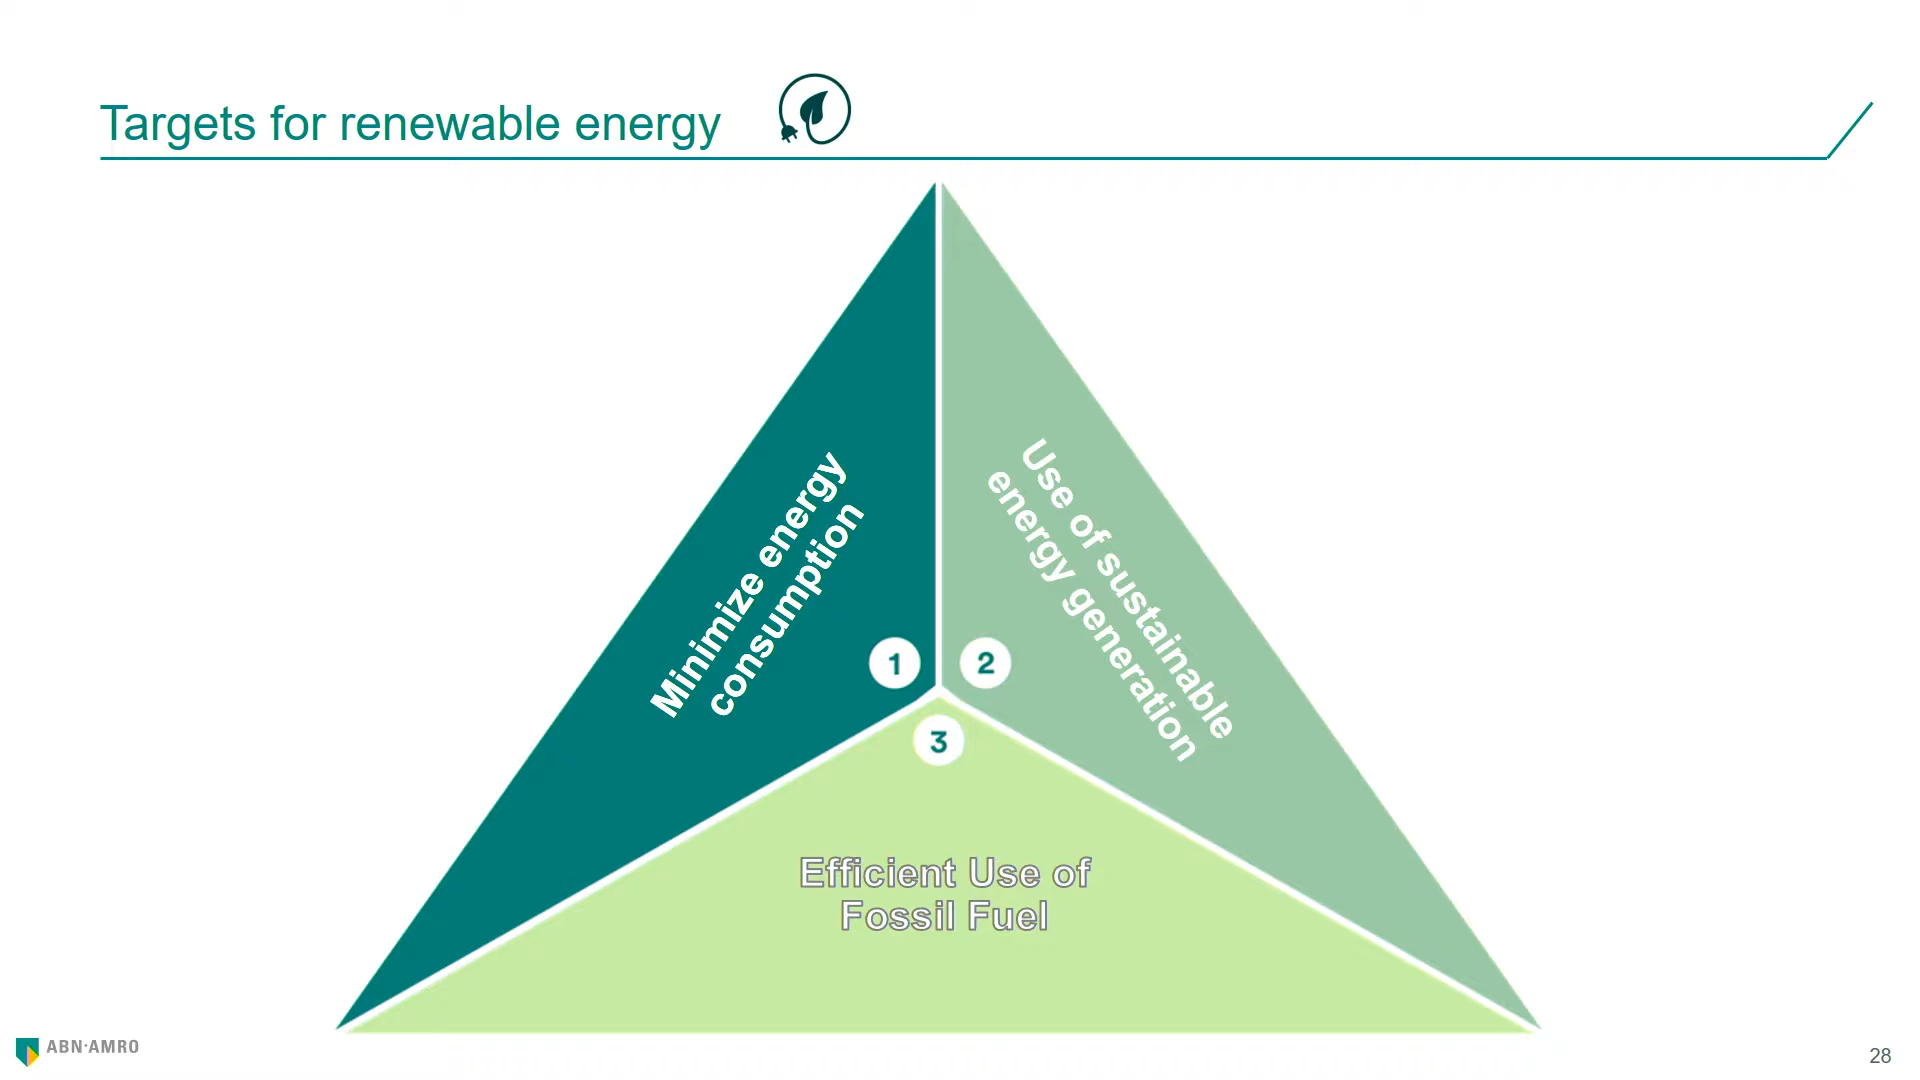 Targets for renewable energy
Minimize energy
consumption
Use of sustainable
energy generation
1
2
3
Efficient Use of
Fossil Fuel
ABN·AMRO
28